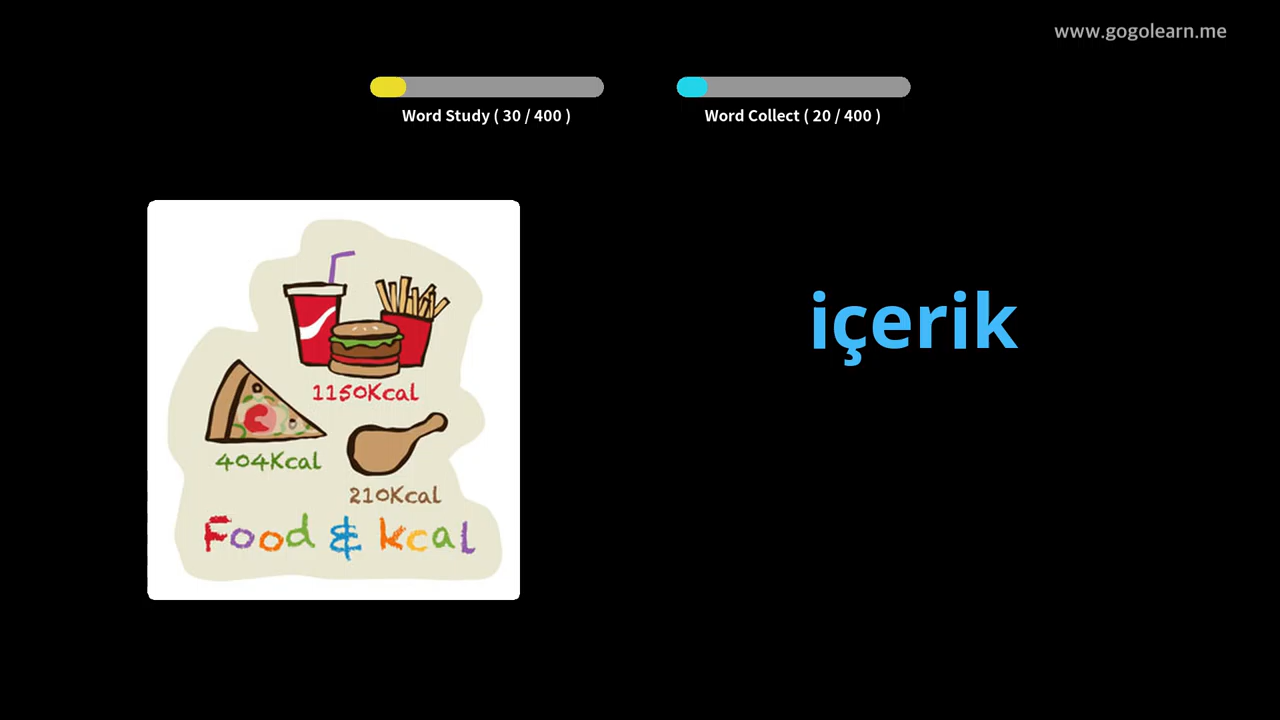 www.gogolearn.me
Word Study ( 30 / 400 )
Word Collect ( 20 / 400 )
içerik
1150Kcal
404Kcal
210Kcal
Food & kcal